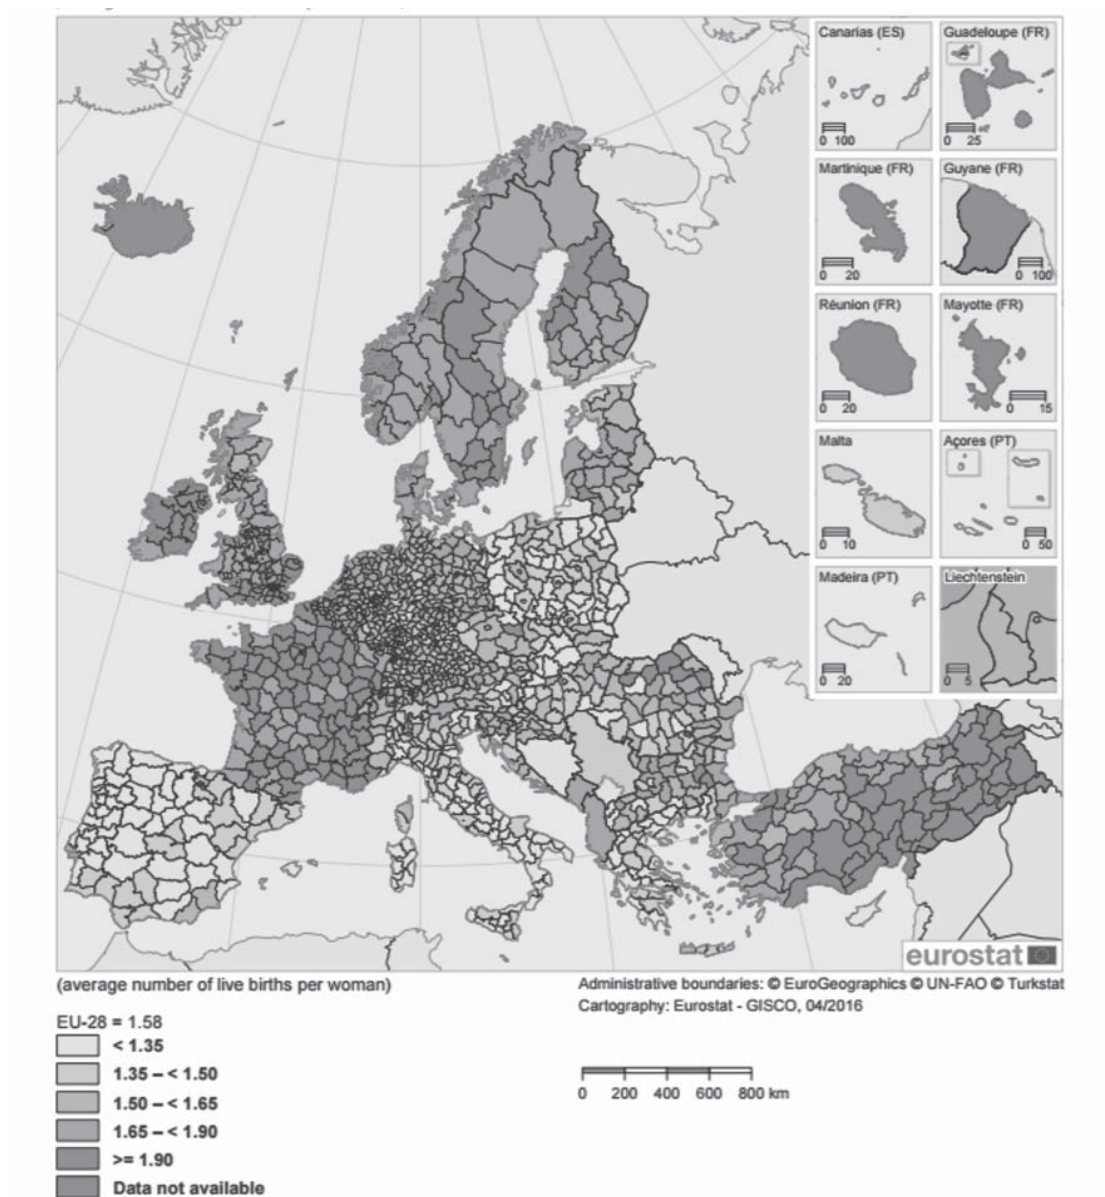 Canarias (ES)
0 100
Guadeloupe (FR)
0 25
Martinique (FR)
0 20
Guyane (FR)
0 100
Réunion (FR)
0 20
Mayotte (FR)
0 15
Malta
0 10
Açores (PT)
0 50
Madeira (PT)
0 20
Liechtenstein
0 5
eurostat
(average number of live births per woman)
Administrative boundaries: © EuroGeographics © UN-FAO © Turkstat
Cartography: Eurostat - GISCO, 04/2016
EU-28 = 1.58
< 1.35
1.35 – < 1.50
1.50 – < 1.65
1.65 – < 1.90
>= 1.90
Data not available
0 200 400 600 800 km